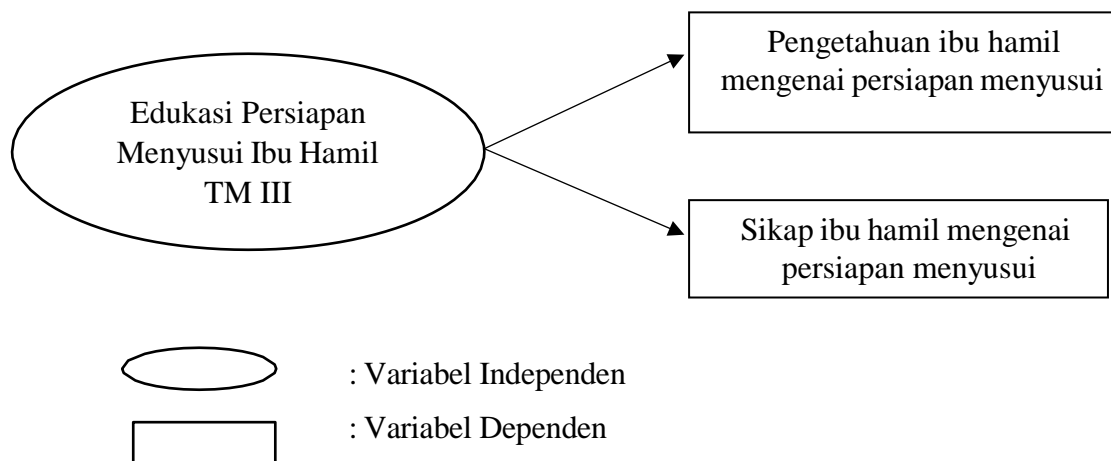 Edukasi Persiapan
Menyusui Ibu Hamil
TM III
Pengetahuan ibu hamil
mengenai persiapan menyusui
Sikap ibu hamil mengenai
persiapan menyusui
: Variabel Independen
: Variabel Dependen